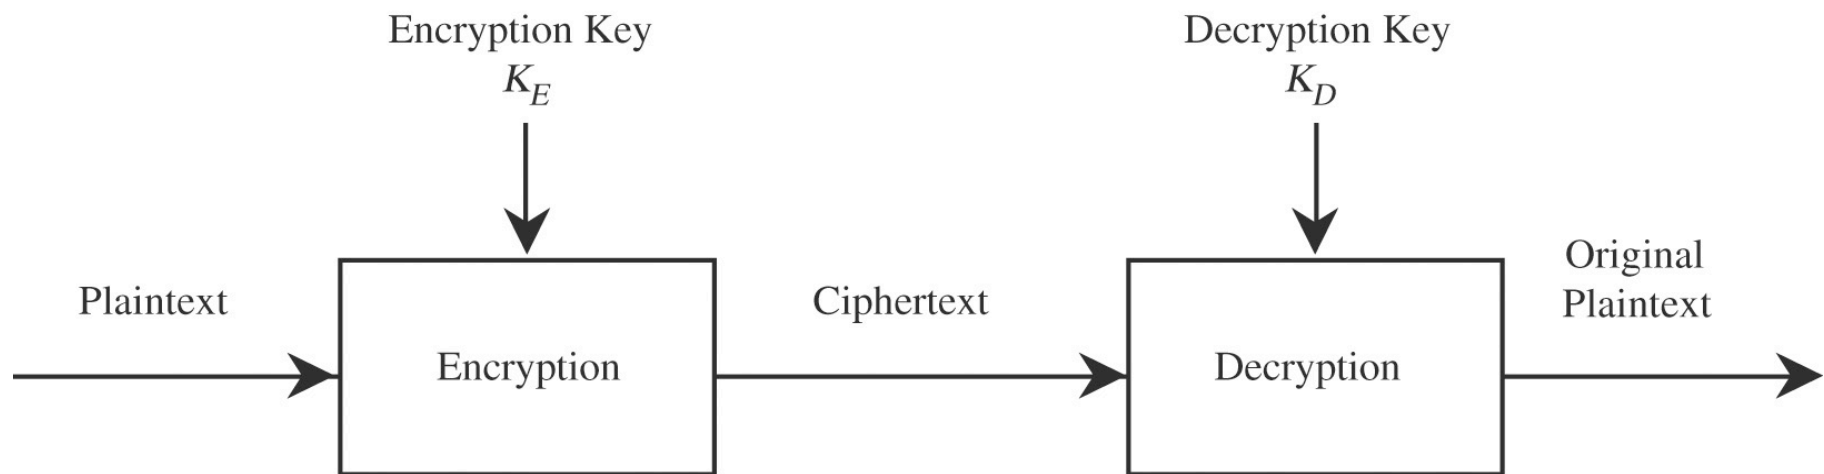 Encryption Key
K_E
Decryption Key
K_D
Plaintext
Encryption
Ciphertext
Decryption
Original
Plaintext